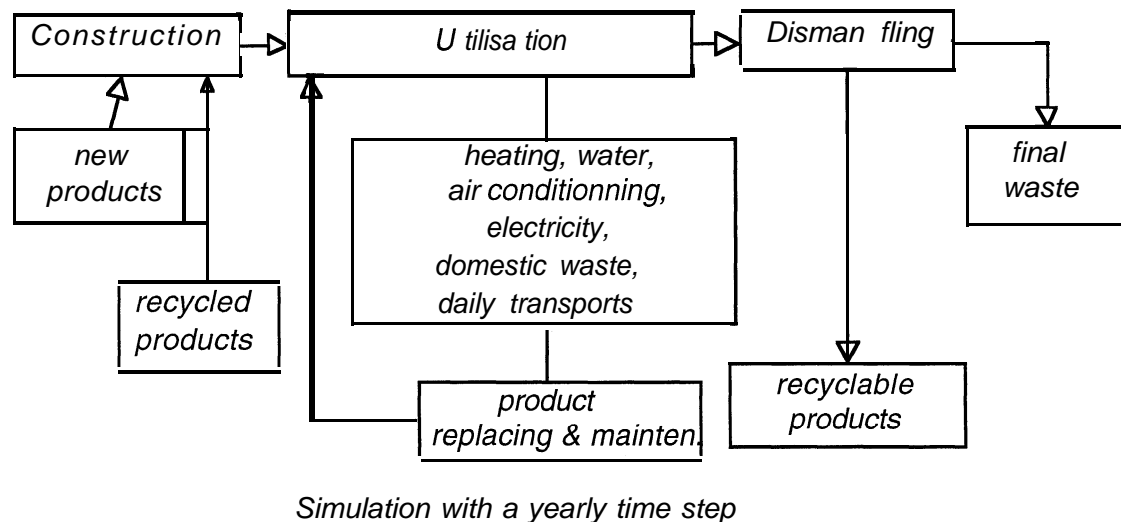 Construction
U tilisa tion
Disman fling
new
products
heating, water,
air conditionning,
electricity,
domestic waste,
daily transports
final
waste
recycled
products
product
replacing & mainten.
recyclable
products
Simulation with a yearly time step